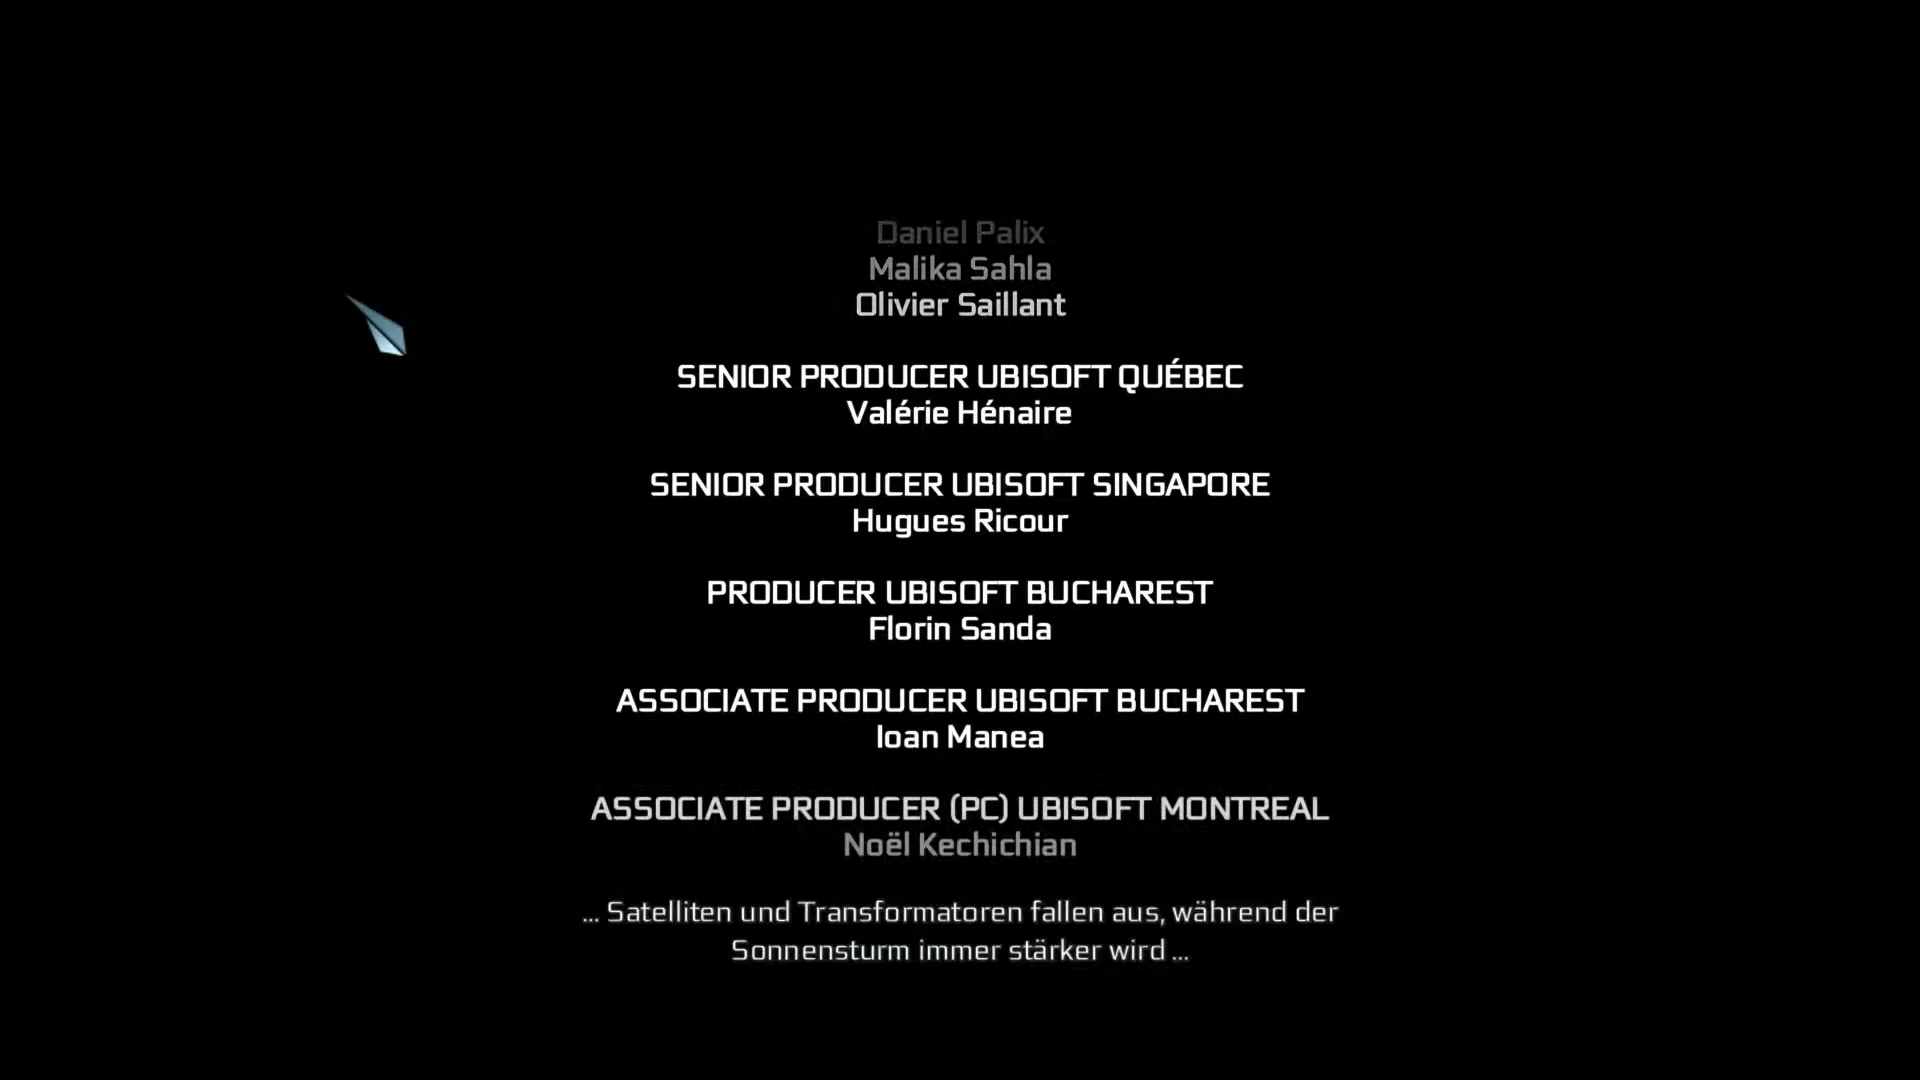 Daniel Palix
Malika Sahla
Olivier Saillant
SENIOR PRODUCER UBISOFT QUÉBEC
Valérie Hénaire
SENIOR PRODUCER UBISOFT SINGAPORE
Hugues Ricour
PRODUCER UBISOFT BUCHAREST
Florin Sanda
ASSOCIATE PRODUCER UBISOFT BUCHAREST
Ioan Manea
ASSOCIATE PRODUCER (PC) UBISOFT MONTREAL
Noël Kechichian
... Satelliten und Transformatoren fallen aus, während der
Sonnensturm immer stärker wird ...